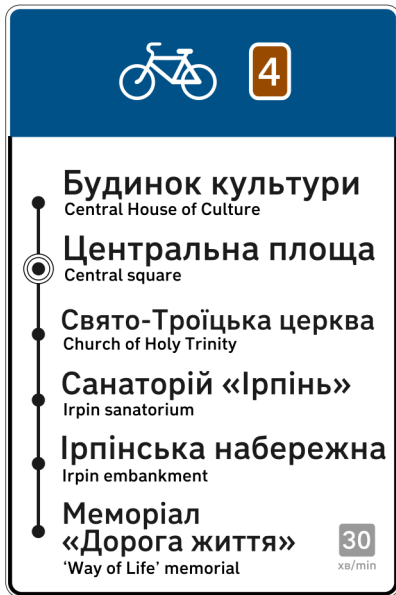 4
Будинок культури
Central House of Culture
Центральна площа
Central square
Свято-Троїцька церква
Church of Holy Trinity
Санаторій «Ірпінь»
Irpin sanatorium
Ірпінська набережна
Irpin embankment
Меморіал
«Дорога життя»
‘Way of Life’ memorial
30
хв/min